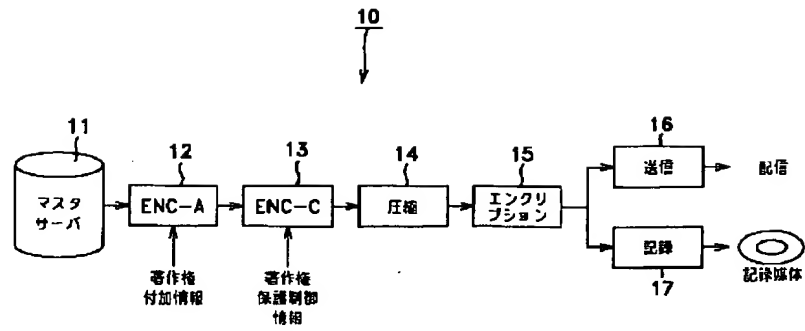 10
11
12
13
14
15
16
マスタ
サーバ
ENC-A
ENC-C
圧縮
エンクリ
プション
送信
配信
記録
17
記録媒体
著作権
付加情報
著作権
保護制御
情報